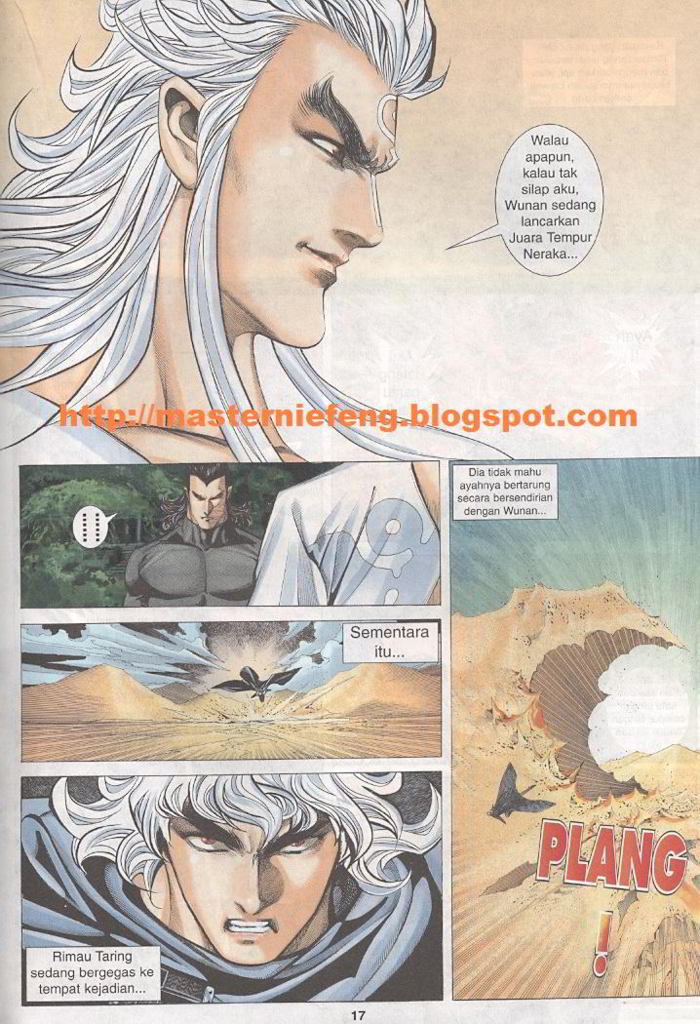 Walau
apapun,
kalau tak
silap aku,
Wunan sedang
lancarkan
Juara Tempur
Neraka...
http://masterniefeng.blogspot.com
Dia tidak mahu
ayahnya bertarung
secara bersendirian
dengan Wunan...
Sementara
itu...
PLANG
!
Rimau Taring
sedang bergegas ke
tempat kejadian...
17